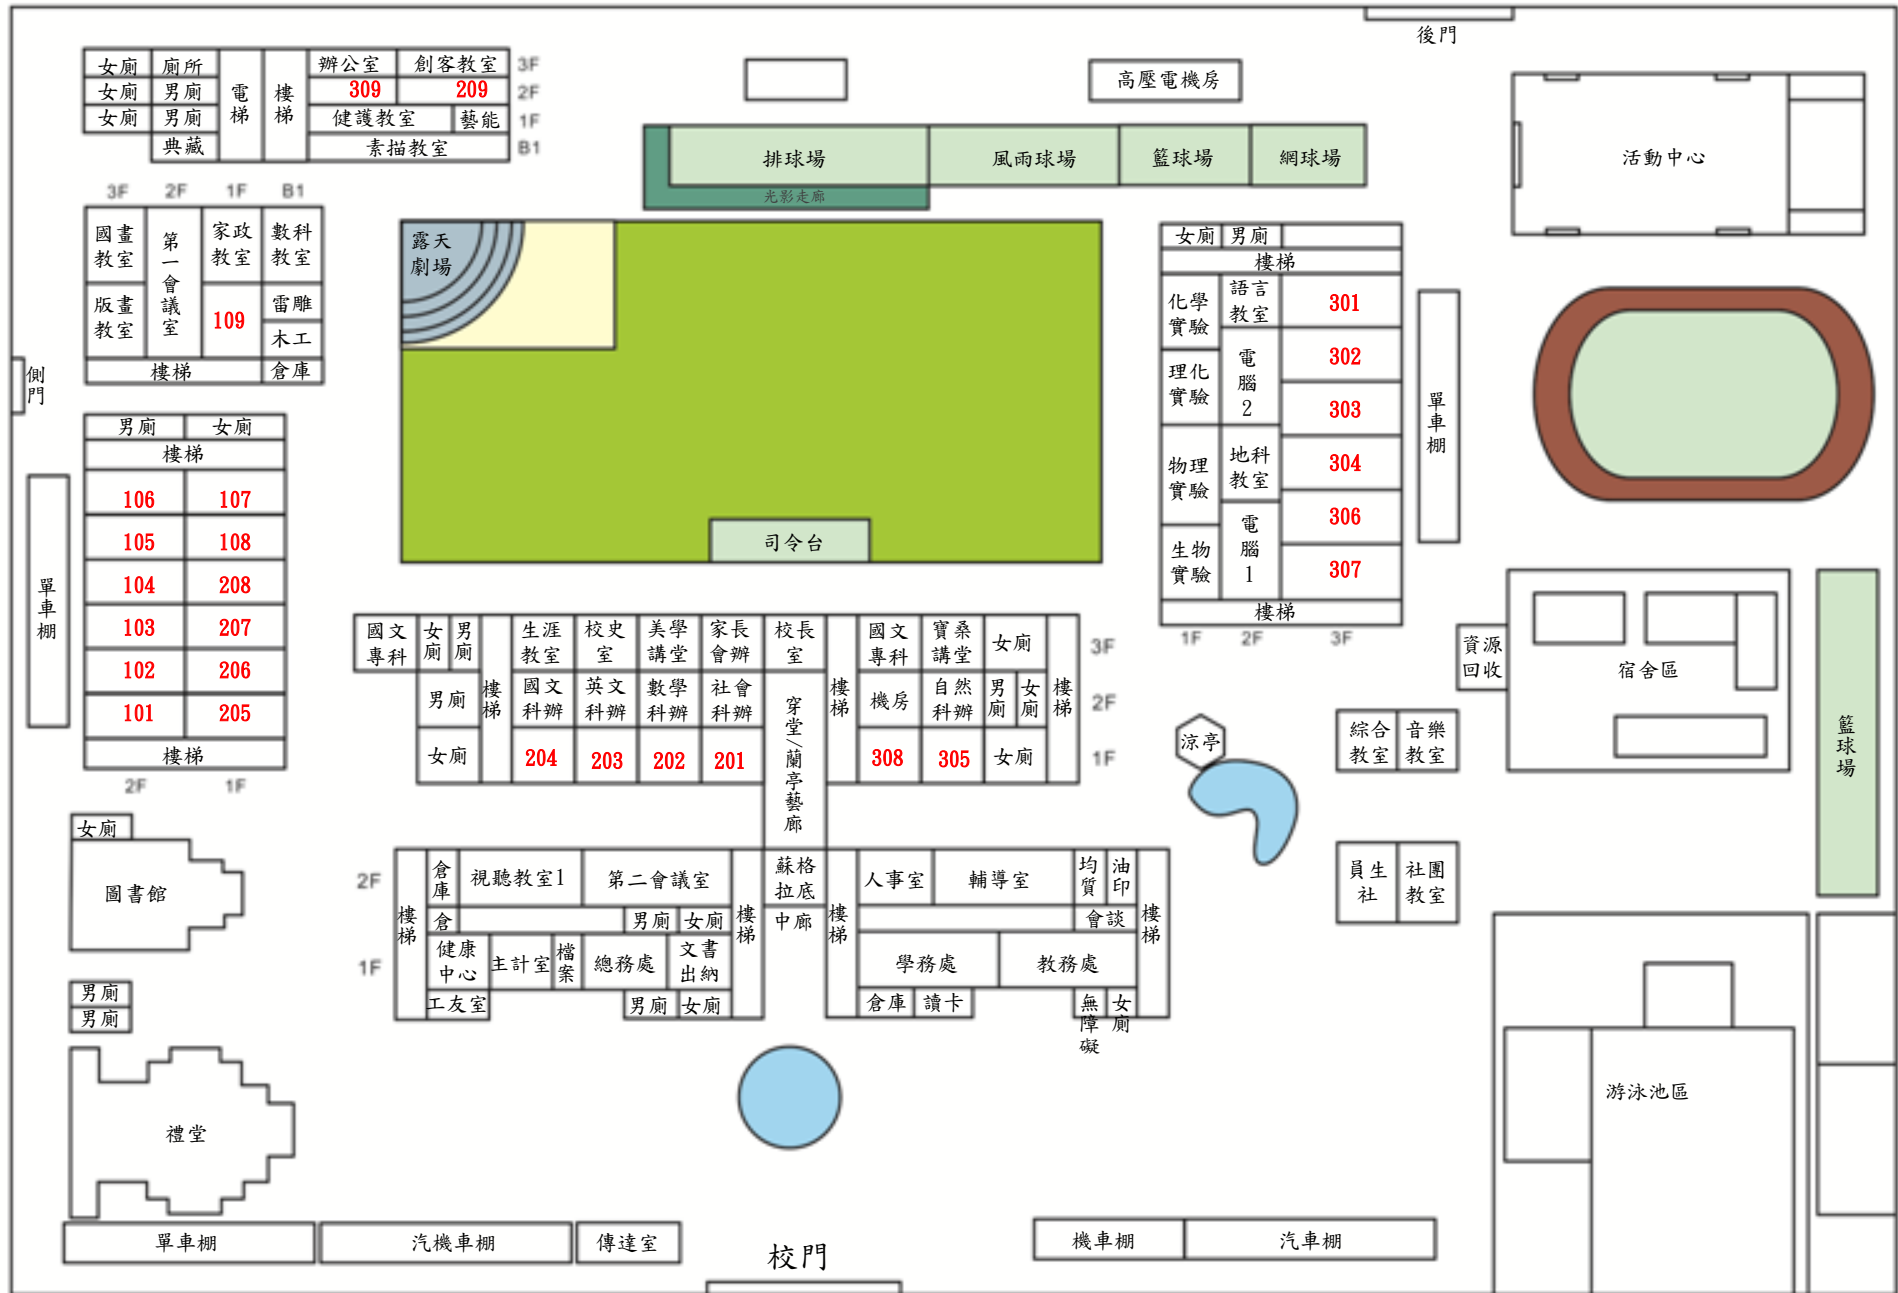 後門
女廁 廁所 電梯 樓梯 辦公室 創客教室 3F
女廁 男廁 309 209 2F
女廁 男廁 健護教室 藝能 1F
典藏 素描教室 B1
高壓電機房
排球場 風雨球場 籃球場 網球場
光影走廊
活動中心
3F 2F 1F B1
國畫教室 第一會議室 家政教室 數科教室
版畫教室 109 雷雕
木工
樓梯 倉庫
側門
露天劇場
司令台
女廁 男廁
樓梯
化學實驗 語言教室 301
理化實驗 電腦2 302
303
物理實驗 地科教室 304
生物實驗 電腦1 306
307
樓梯
1F 2F 3F
單車棚
男廁 女廁
樓梯
106 107
105 108
104 208
103 207
102 206
101 205
樓梯
2F 1F
單車棚
國文專科 女廁 男廁 樓梯 生涯教室 校史室 美學講堂 家長會辦 校長室 樓梯 國文專科 寶桑講堂 女廁 樓梯 3F
男廁 國文科辦 英文科辦 數學科辦 社會科辦 穿堂/蘭亭藝廊 機房 自然科辦 男廁 女廁 2F
女廁 204 203 202 201 308 305 女廁 1F
資源回收
宿舍區
籃球場
涼亭
綜合教室 音樂教室
員生社 社團教室
女廁
圖書館
男廁
男廁
禮堂
2F 樓梯 倉庫 視聽教室1 第二會議室 樓梯 蘇格拉底 樓梯 人事室 輔導室 均質 油印 樓梯
倉 男廁 女廁 中廊 會談
1F 健康中心 主計室 檔案 總務處 文書出納 學務處 教務處
工友室 男廁 女廁 倉庫 讀卡 無障礙 女廁
游泳池區
單車棚 汽機車棚 傳達室 校門 機車棚 汽車棚